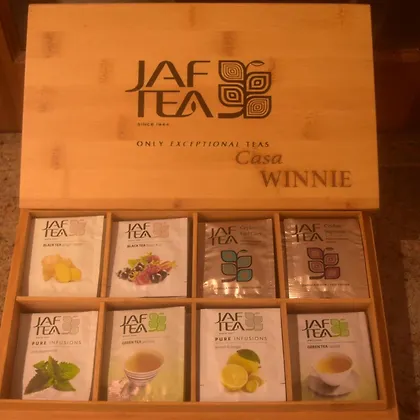 JAF
TEA
SINCE 1944
ONLY EXCEPTIONAL TEAS
Casa
WINNIE
JAF
TEA
BLACK TEA
JAF
TEA
BLACK TEA
JAF
TEA
JAF
TEA
JAF
TEA
PURE INFUSIONS
JAF
TEA
GREEN TEA
JAF
TEA
PURE INFUSIONS
JAF
TEA
GREEN TEA